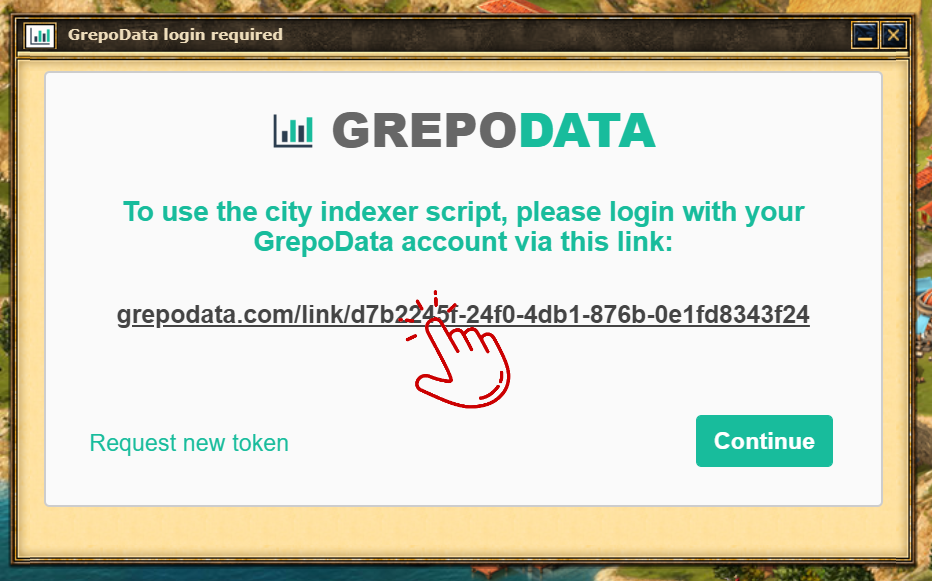 GrepoData login required
GREPODATA
To use the city indexer script, please login with your
GrepoData account via this link:
grepodata.com/link/d7b2245f-24f0-4db1-876b-0e1fd8343f24
Request new token
Continue